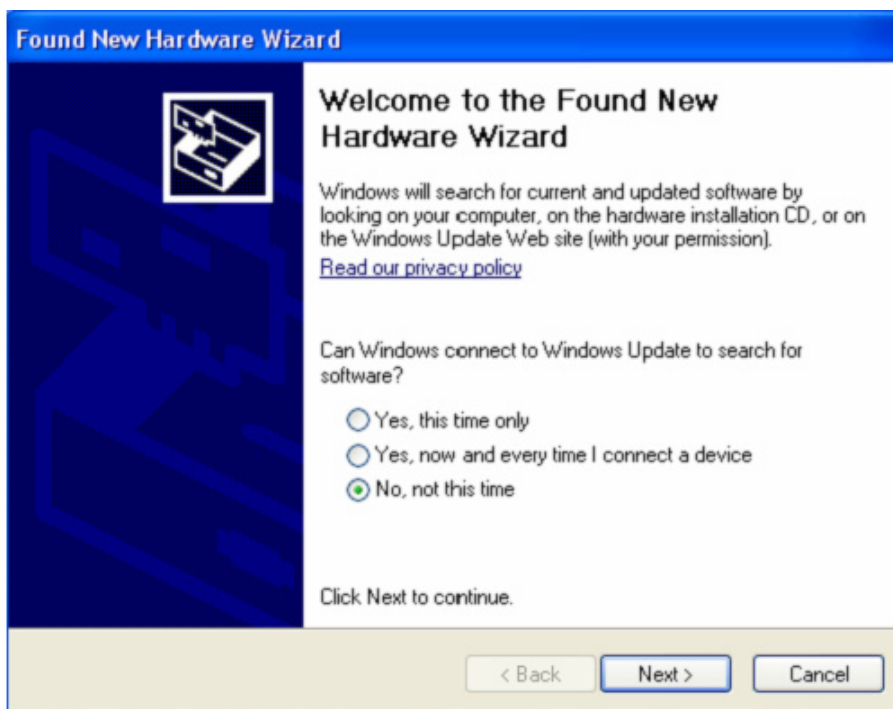 Found New Hardware Wizard
Welcome to the Found New
Hardware Wizard
Windows will search for current and updated software by
looking on your computer, on the hardware installation CD, or on
the Windows Update Web site (with your permission).
Read our privacy policy
Can Windows connect to Windows Update to search for
software?
Yes, this time only
Yes, now and every time I connect a device
No, not this time
Click Next to continue.
< Back Next > Cancel